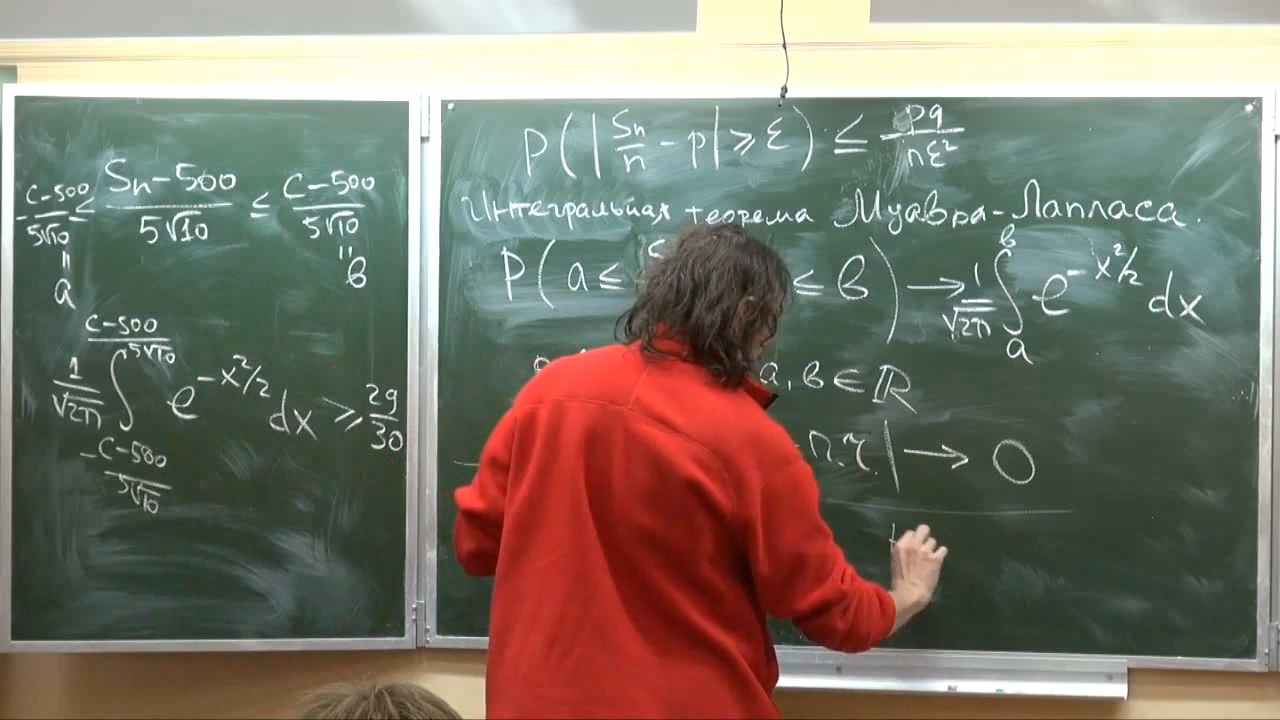 -(C-500)/(5√10) ≤ (Sn-500)/(5√10) ≤ (C-500)/(5√10)
a = = b
1/√(2π) ∫_{-(C-500)/(5√10)}^{(C-500)/(5√10)} e^{-x²/2} dx ≥ 29/30
P(|Sn/n - p| ≥ ε) ≤ pq/(nε²)
Интегральная теорема Муавра-Лапласа.
P(a ≤ ≤ в) → 1/√(2π) ∫_a^в e^{-x²/2} dx
a, в ∈ ℝ
| → 0